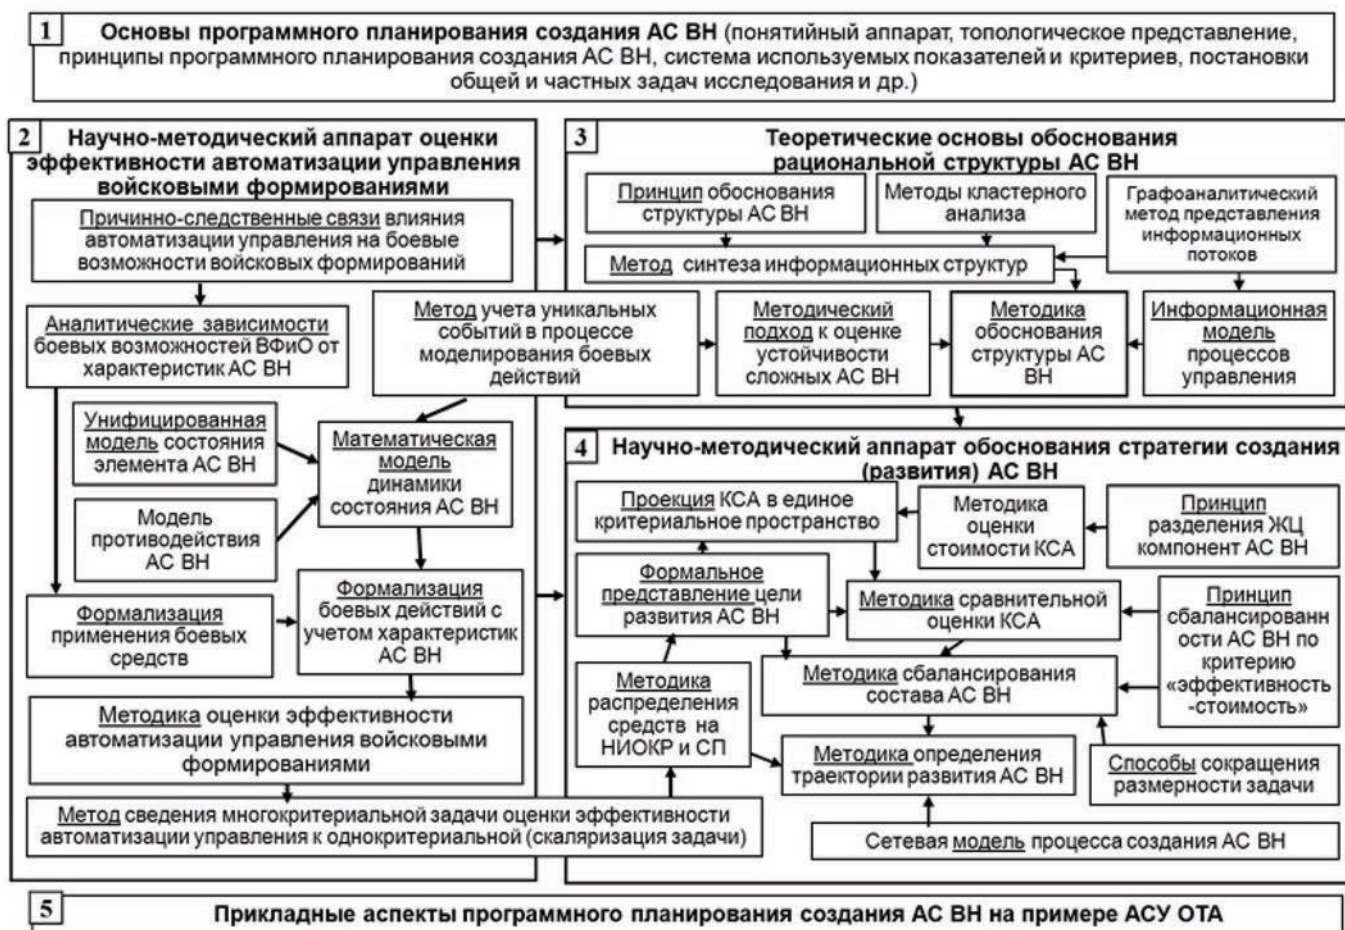 1
Основы программного планирования создания АС ВН (понятийный аппарат, топологическое представление,
принципы программного планирования создания АС ВН, система используемых показателей и критериев, постановки
общей и частных задач исследования и др.)
2
Научно-методический аппарат оценки
эффективности автоматизации управления
войсковыми формированиями
Причинно-следственные связи влияния
автоматизации управления на боевые
возможности войсковых формирований
Аналитические зависимости
боевых возможностей ВФиО от
характеристик АС ВН
Метод учета уникальных
событий в процессе
моделирования боевых
действий
Унифицированная
модель состояния
элемента АС ВН
Математическая
модель
динамики
состояния АС ВН
Модель
противодействия
АС ВН
Формализация
применения боевых
средств
Формализация
боевых действий с
учетом характеристик
АС ВН
Методика оценки эффективности
автоматизации управления войсковыми
формированиями
Метод сведения многокритериальной задачи оценки эффективности
автоматизации управления к однокритериальной (скаляризация задачи)
3
Теоретические основы обоснования
рациональной структуры АС ВН
Принцип обоснования
структуры АС ВН
Методы кластерного
анализа
Графоаналитический
метод представления
информационных
потоков
Метод синтеза информационных структур
Методический
подход к оценке
устойчивости
сложных АС ВН
Методика
обоснования
структуры АС
ВН
Информационная
модель
процессов
управления
4
Научно-методический аппарат обоснования стратегии создания
(развития) АС ВН
Проекция КСА в единое
критериальное пространство
Методика
оценки
стоимости КСА
Принцип
разделения ЖЦ
компонент АС ВН
Формальное
представление цели
развития АС ВН
Методика сравнительной
оценки КСА
Принцип
сбалансированн
ости АС ВН по
критерию
«эффективность
-стоимость»
Методика
распределения
средств на
НИОКР и СП
Методика сбалансирования
состава АС ВН
Методика определения
траектории развития АС ВН
Способы сокращения
размерности задачи
Сетевая модель процесса создания АС ВН
5
Прикладные аспекты программного планирования создания АС ВН на примере АСУ ОТА